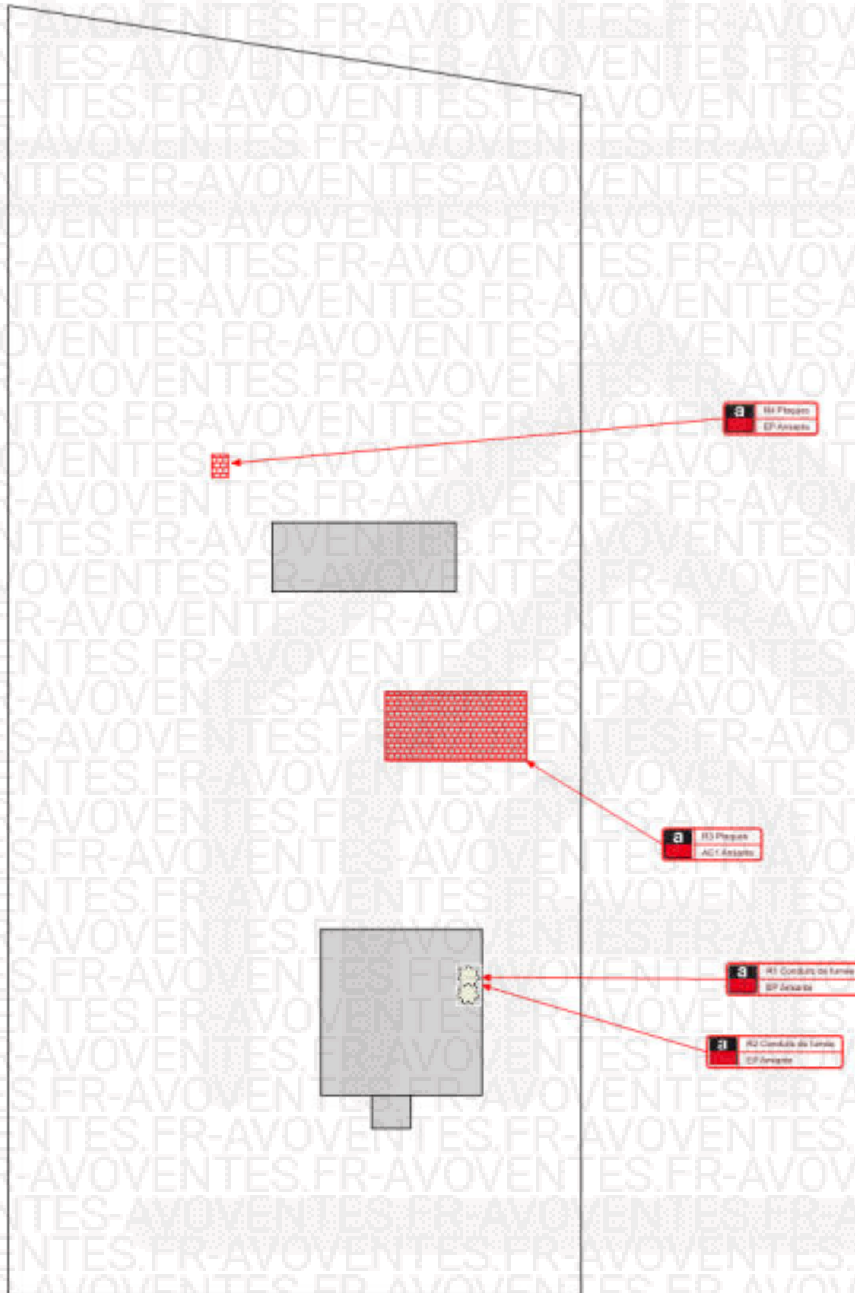 a
R4 Plaques
EP Amiante
a
R3 Plaques
AC1 Amiante
a
R1 Conduits de fumée
EP Amiante
a
R2 Conduits de fumée
EP Amiante
AVOVENTES.FR